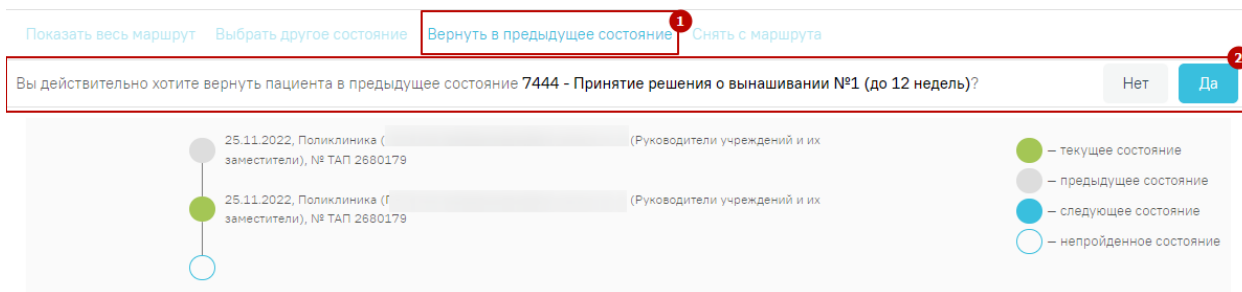 1
Показать весь маршрут Выбрать другое состояние Вернуть в предыдущее состояние Снять с маршрута
2
Вы действительно хотите вернуть пациента в предыдущее состояние 7444 - Принятие решения о вынашивании №1 (до 12 недель)? Нет Да
25.11.2022, Поликлиника ( (Руководители учреждений и их
заместители), № ТАП 2680179
25.11.2022, Поликлиника ( (Руководители учреждений и их
заместители), № ТАП 2680179
— текущее состояние
— предыдущее состояние
— следующее состояние
— непройденное состояние